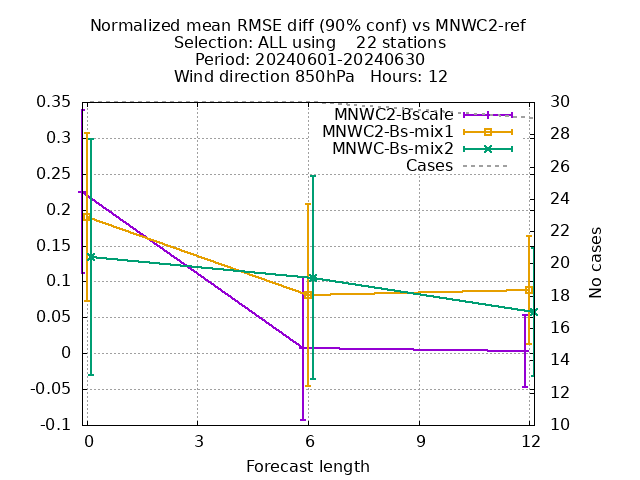 Normalized mean RMSE diff (90% conf) vs MNWC2-ref
Selection: ALL using    22 stations
Period: 20240601-20240630
Wind direction 850hPa   Hours: 12
0.35
0.3
0.25
0.2
0.15
0.1
0.05
0
-0.05
-0.1
MNWC2-Bscale
MNWC2-Bs-mix1
MNWC-Bs-mix2
Cases
30
28
26
24
22
20
18
16
14
12
10
No cases
0 3 6 9 12
Forecast length